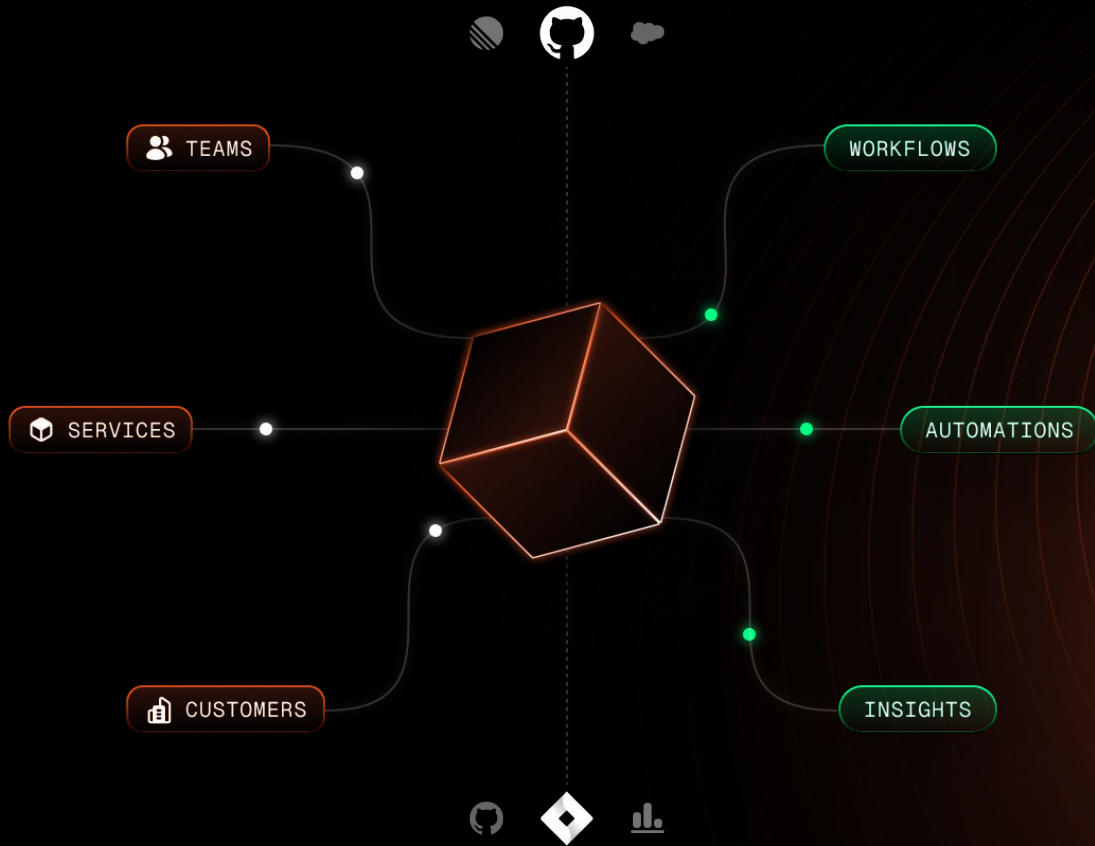 TEAMS
WORKFLOWS
SERVICES
AUTOMATIONS
CUSTOMERS
INSIGHTS